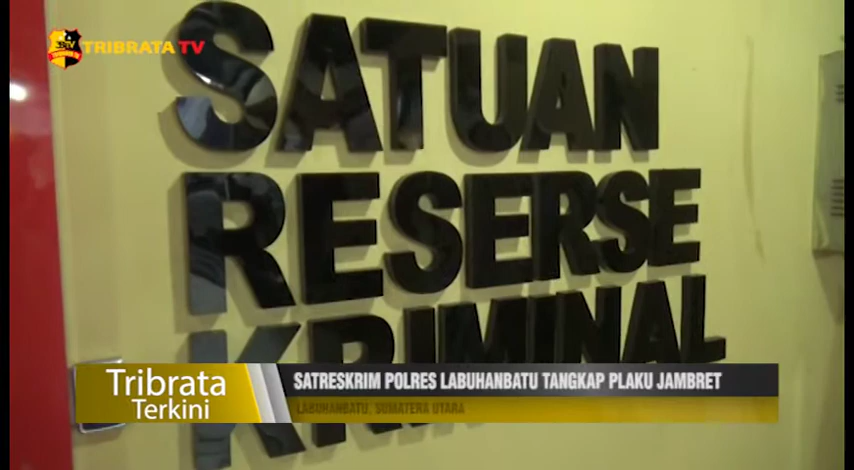 TRIBRATA TV
SATUAN
RESERSE
KRIMINAL
Tribrata
Terkini
SATRESKRIM POLRES LABUHANBATU TANGKAP PLAKU JAMBRET
LABUHANBATU, SUMATERA UTARA